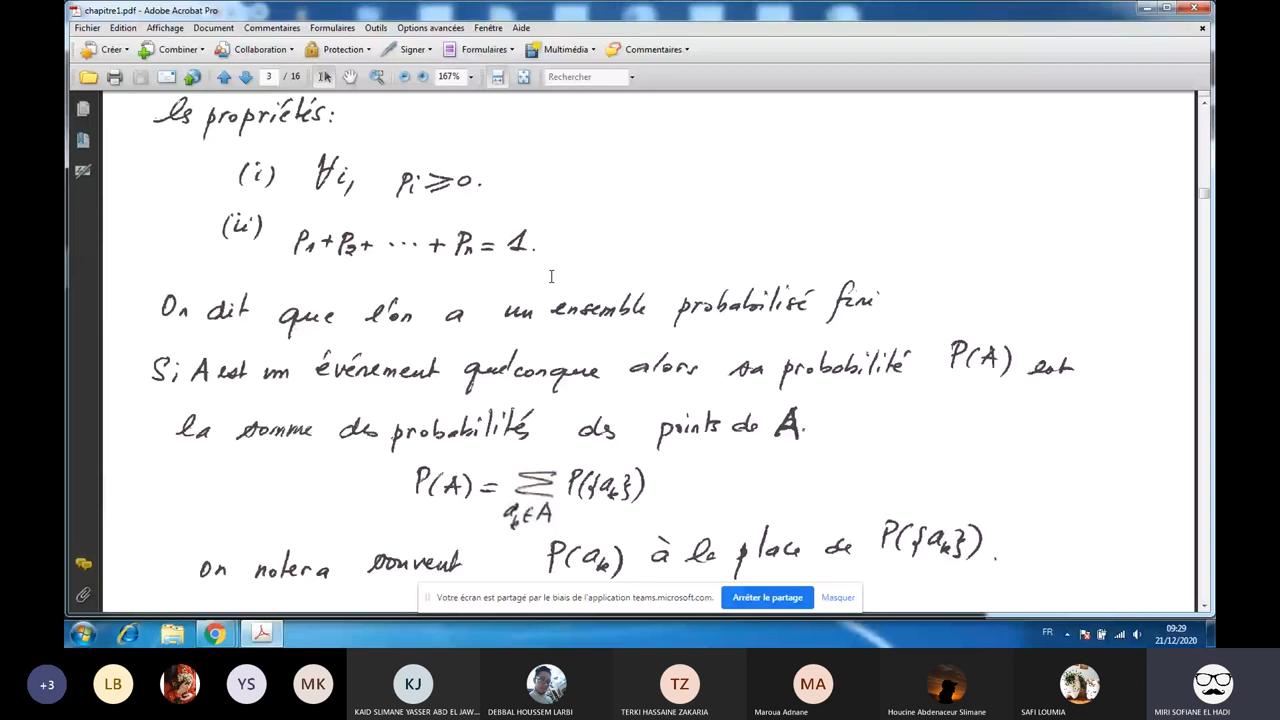 chapitre1.pdf - Adobe Acrobat Pro
Fichier Edition Affichage Document Commentaires Formulaires Outils Options avancées Fenêtre Aide
Créer Combiner Collaboration Protection Signer Formulaires Multimédia Commentaires
3 / 16 167% Rechercher
les propriétés:
(i) ∀i, pi ⩾ 0.
(ii) P1 + P2 + ... + Pn = 1.
On dit que l'on a un ensemble probabilisé fini
Si A est un événement quelconque alors sa probabilité P(A) est
la somme des probabilités des points de A.
P(A) = ∑ P({ak})
ak ∈ A
on notera souvent P(ak) à la place de P({ak}).
Votre écran est partagé par le biais de l'application teams.microsoft.com. Arrêter le partage Masquer
FR 09:29
21/12/2020
+3 LB YS MK KJ TZ MA
KAID SLIMANE YASSER ABD EL JAW... DEBBAL HOUSSEM LARBI TERKI HASSAINE ZAKARIA Maroua Adnane Houcine Abdenaceur Slimane SAFI LOUMIA MIRI SOFIANE EL HADI